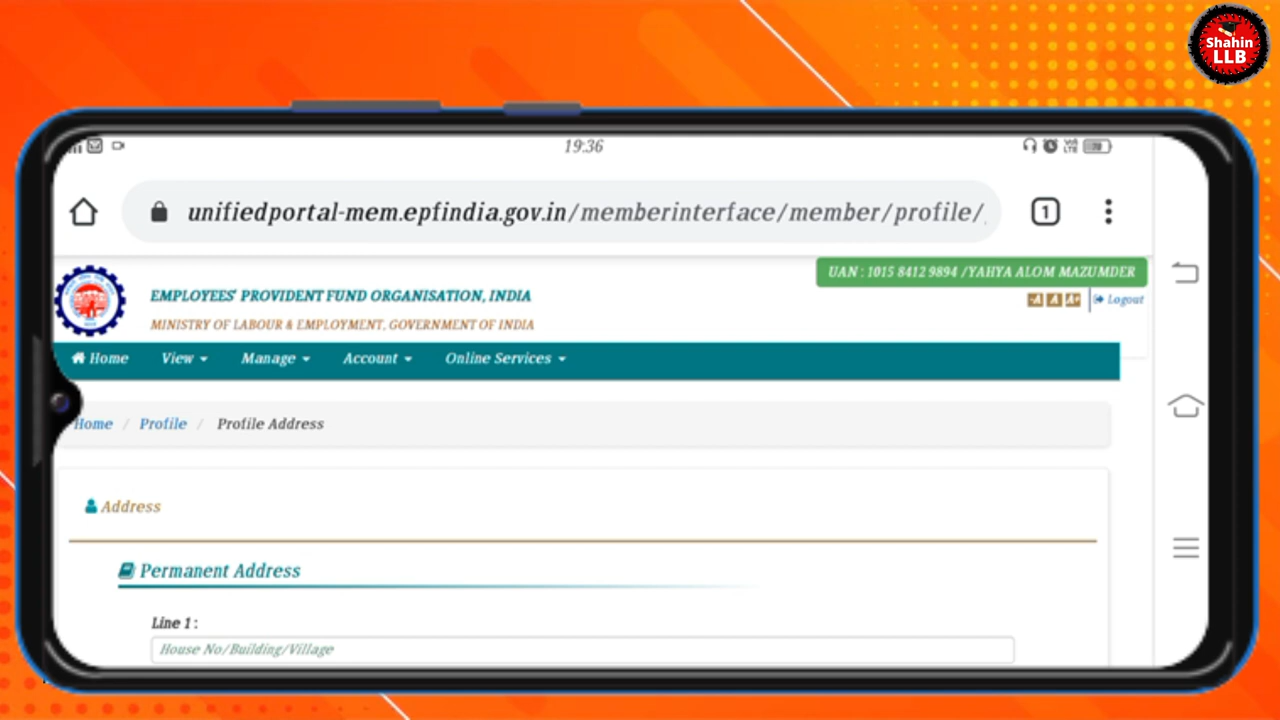 Shahin
LLB
19:36
VoLTE
unifiedportal-mem.epfindia.gov.in/memberinterface/member/profile/
1
UAN : 1015 8412 9894 /YAHYA ALOM MAZUMDER
EMPLOYEES' PROVIDENT FUND ORGANISATION, INDIA
-A A A+ Logout
MINISTRY OF LABOUR & EMPLOYMENT, GOVERNMENT OF INDIA
Home View Manage Account Online Services
Home / Profile / Profile Address
Address
Permanent Address
Line 1 :
House No/Building/Village